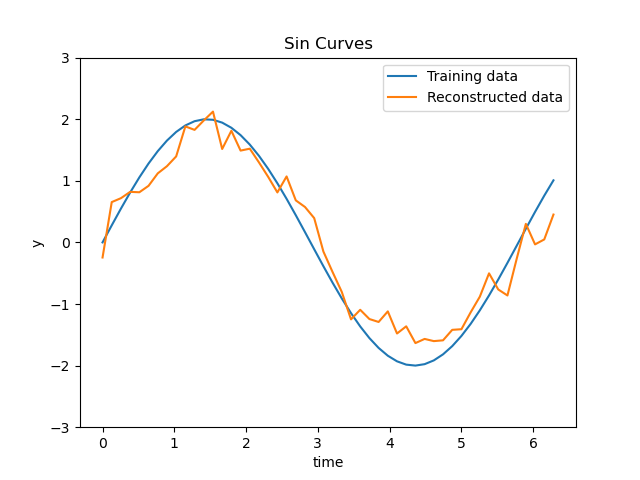 Sin Curves
Training data
Reconstructed data
3
2
1
0
−1
−2
−3
y
0 1 2 3 4 5 6
time